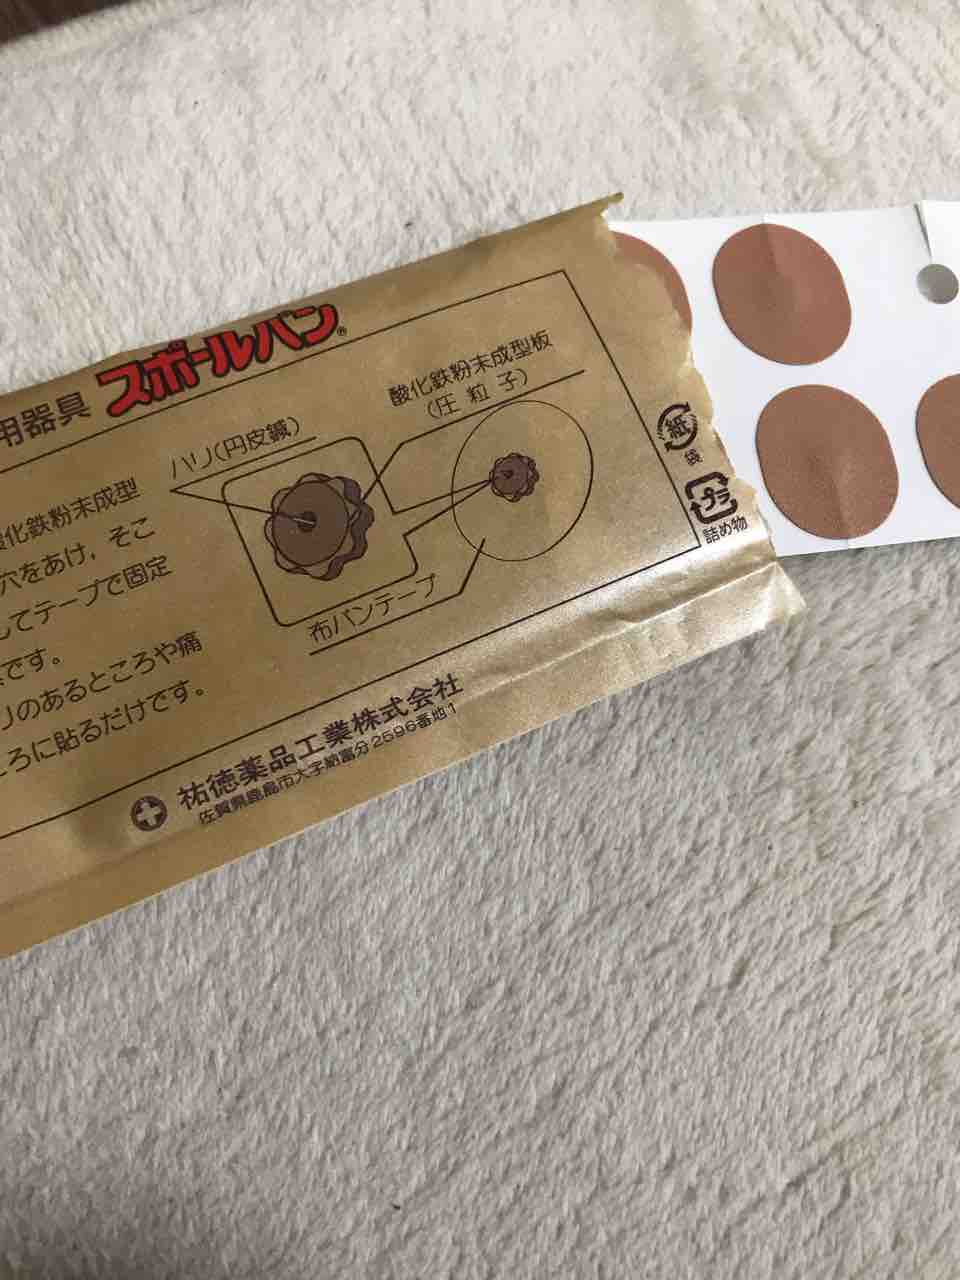 用器具 スポールバン®
ハリ(円皮鍼)
酸化鉄粉末成型板
(圧粒子)
布バンテープ
酸化鉄粉末成型
穴をあけ，そこ
してテープで固定
です。
リのあるところや痛
ころに貼るだけです。
祐徳薬品工業株式会社
佐賀県鹿島市大字納富分2596番地1
紙
袋
プラ
詰め物